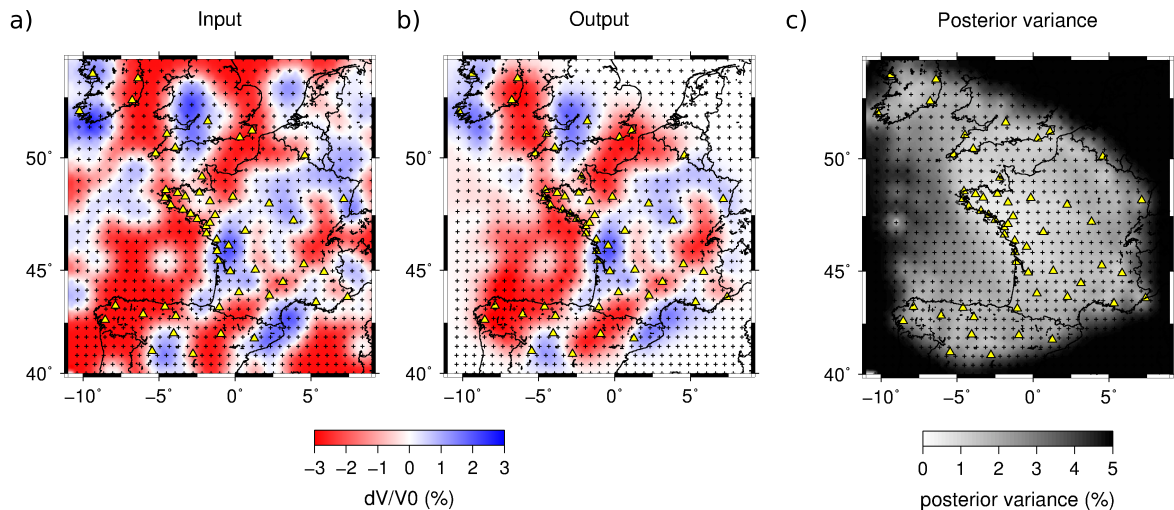 a) Input
b) Output
c) Posterior variance
50˚
45˚
40˚
−10˚ −5˚ 0˚ 5˚
50˚
45˚
40˚
−10˚ −5˚ 0˚ 5˚
50˚
45˚
40˚
−10˚ −5˚ 0˚ 5˚
−3 −2 −1 0 1 2 3
dV/V0 (%)
0 1 2 3 4 5
posterior variance (%)